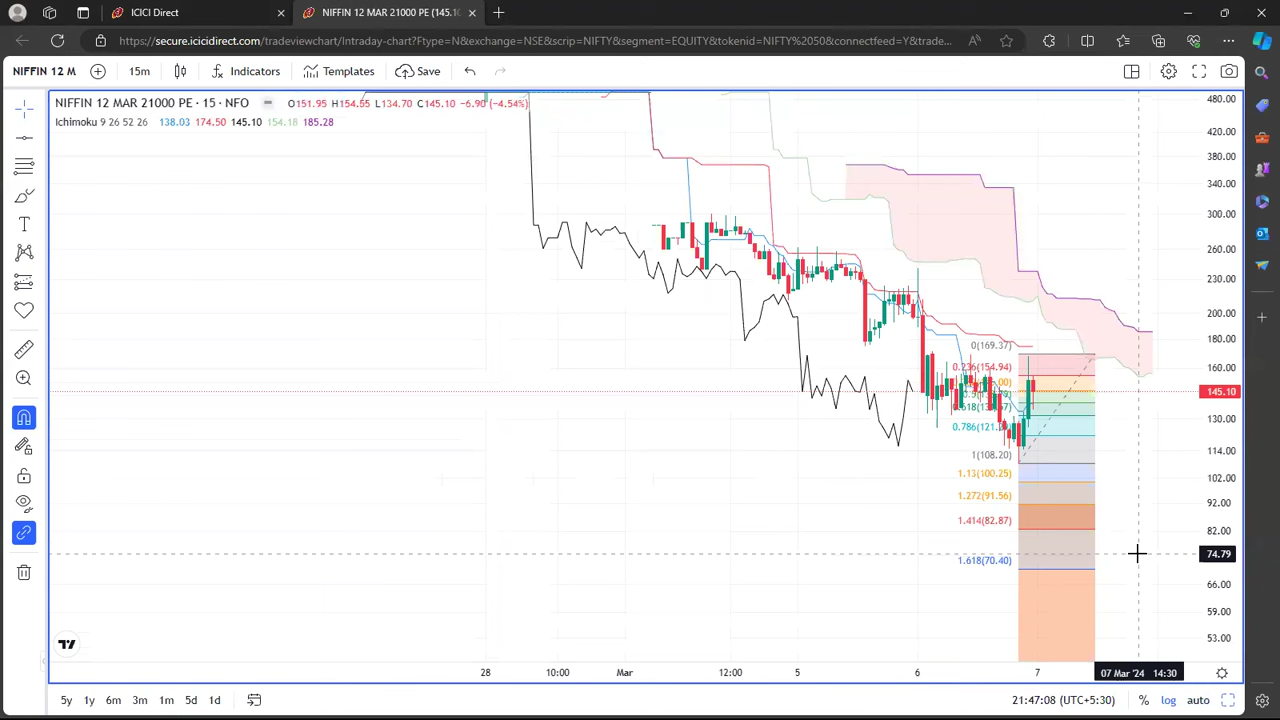 ICICI Direct
NIFFIN 12 MAR 21000 PE (145.1
https://secure.icicidirect.com/tradeviewchart/Intraday-chart?Ftype=N&exchange=NSE&scrip=NIFTY&segment=EQUITY&tokenid=NIFTY%2050&connectfeed=Y&trade...
NIFFIN 12 M
15m
Indicators
Templates
Save
NIFFIN 12 MAR 21000 PE · 15 · NFO
O151.95 H154.55 L134.70 C145.10 −6.90 (−4.54%)
Ichimoku 9 26 52 26 138.03 174.50 145.10 154.18 185.28
480.00
420.00
380.00
340.00
300.00
260.00
230.00
200.00
180.00
160.00
145.10
130.00
114.00
102.00
92.00
82.00
74.79
66.00
59.00
53.00
0(169.37)
0.236(154.94)
0.786(121.
1(108.20)
1.13(100.25)
1.272(91.56)
1.414(82.87)
1.618(70.40)
28
10:00
Mar
12:00
5
6
7
07 Mar '24 14:30
5y
1y
6m
3m
1m
5d
1d
21:47:08 (UTC+5:30)
%
log
auto